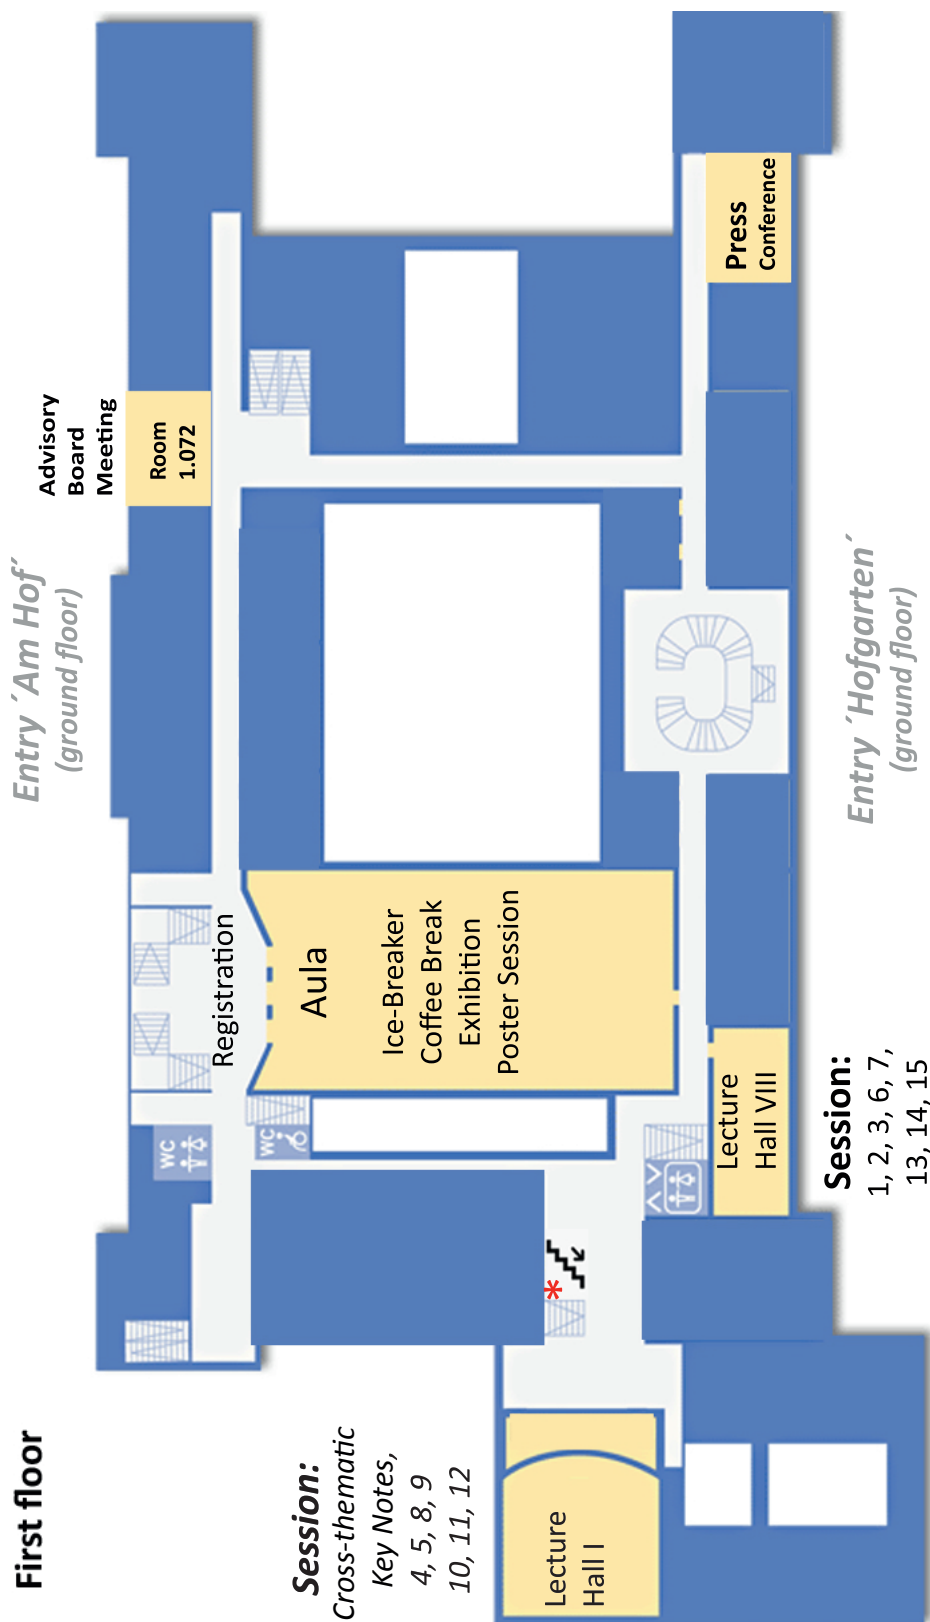 First floor
Entry ´Am Hof´
(ground floor)
Advisory
Board
Meeting
Room
1.072
Registration
WC
WC
Aula
Ice-Breaker
Coffee Break
Exhibition
Poster Session
Press
Conference
Session:
Cross-thematic
Key Notes,
4, 5, 8, 9
10, 11, 12
*
Lecture
Hall I
Lecture
Hall VIII
Session:
1, 2, 3, 6, 7,
13, 14, 15
Entry ´Hofgarten´
(ground floor)